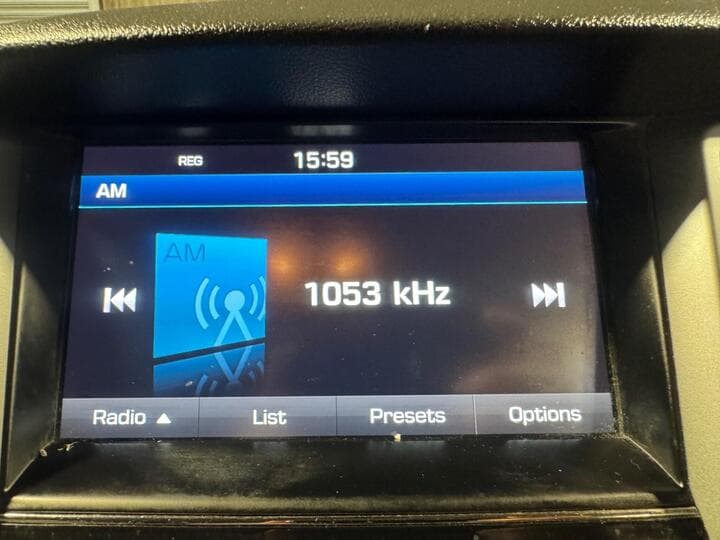 REG 15:59
AM
AM
1053 kHz
Radio List Presets Options